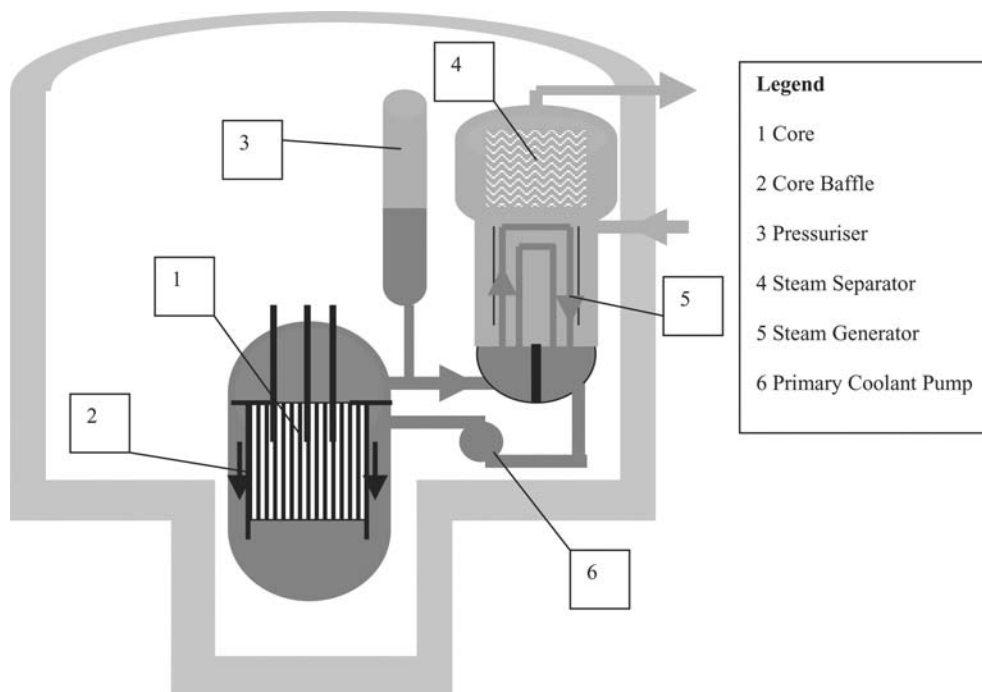 4
3
1
2
5
6
Legend
1 Core
2 Core Baffle
3 Pressuriser
4 Steam Separator
5 Steam Generator
6 Primary Coolant Pump